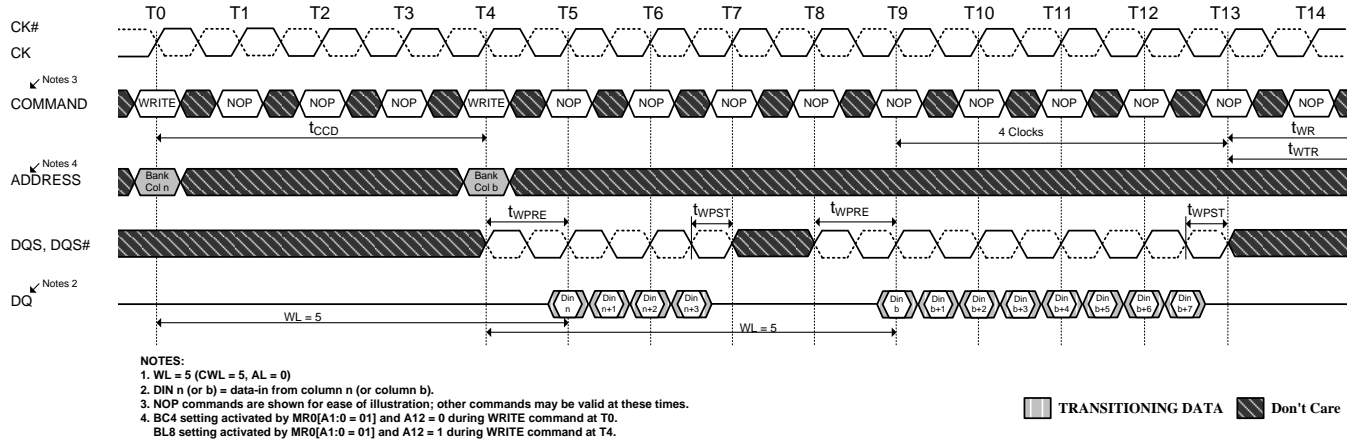 T0 T1 T2 T3 T4 T5 T6 T7 T8 T9 T10 T11 T12 T13 T14
CK#
CK
Notes 3
COMMAND WRITE NOP NOP NOP WRITE NOP NOP NOP NOP NOP NOP NOP NOP NOP NOP
tCCD 4 Clocks tWR
tWTR
Notes 4
ADDRESS Bank Col n Bank Col b
tWPRE tWPST tWPRE tWPST
DQS, DQS#
Notes 2
DQ Din n Din n+1 Din n+2 Din n+3 Din b Din b+1 Din b+2 Din b+3 Din b+4 Din b+5 Din b+6 Din b+7
WL = 5 WL = 5
NOTES:
1. WL = 5 (CWL = 5, AL = 0)
2. DIN n (or b) = data-in from column n (or column b).
3. NOP commands are shown for ease of illustration; other commands may be valid at these times.
4. BC4 setting activated by MR0[A1:0 = 01] and A12 = 0 during WRITE command at T0.
BL8 setting activated by MR0[A1:0 = 01] and A12 = 1 during WRITE command at T4.
TRANSITIONING DATA Don't Care